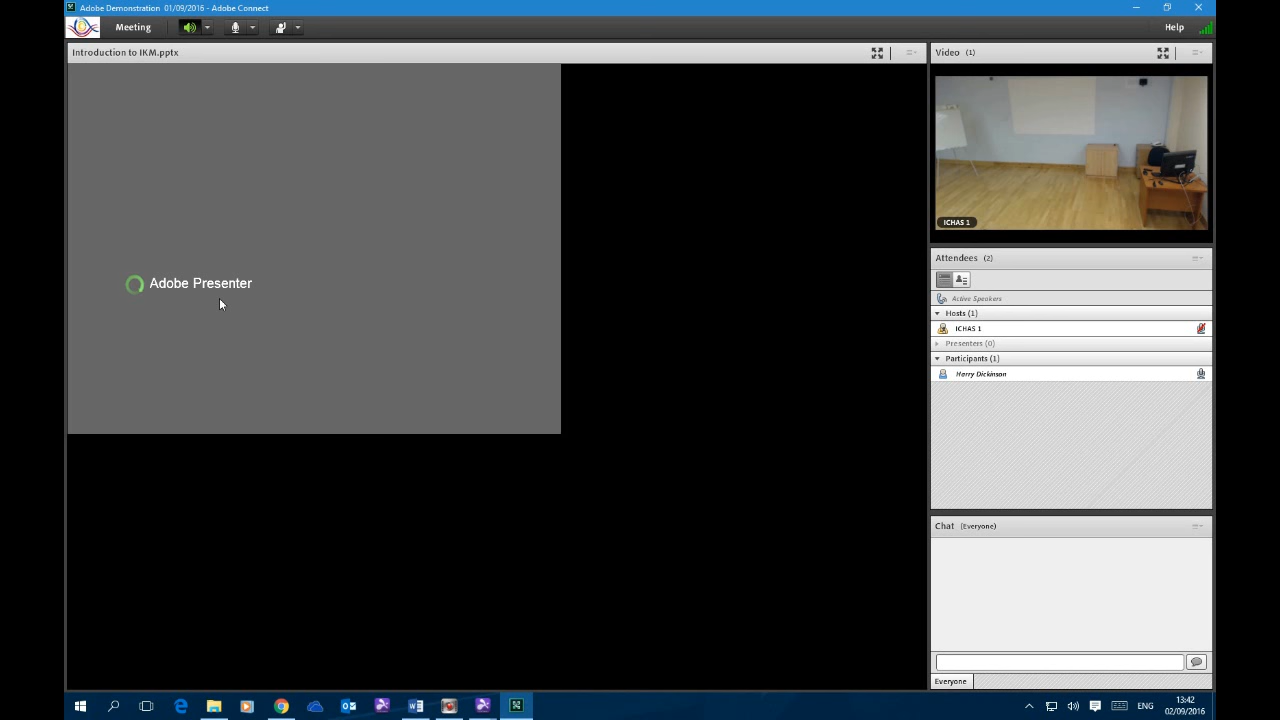 Adobe Demonstration 01/09/2016 - Adobe Connect
Meeting
Help
Introduction to IKM.pptx
Video (1)
ICHAS 1
Adobe Presenter
Attendees (2)
Active Speakers
Hosts (1)
ICHAS 1
Presenters (0)
Participants (1)
Harry Dickinson
Chat (Everyone)
Everyone
ENG
13:42
02/09/2016